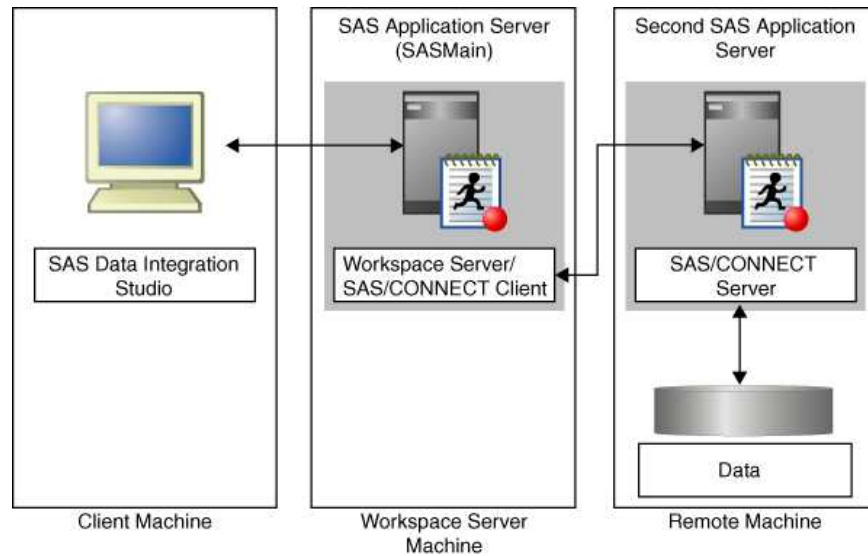 SAS Application Server
(SASMain)
Second SAS Application
Server
SAS Data Integration
Studio
Workspace Server/
SAS/CONNECT Client
SAS/CONNECT
Server
Data
Client Machine
Workspace Server
Machine
Remote Machine